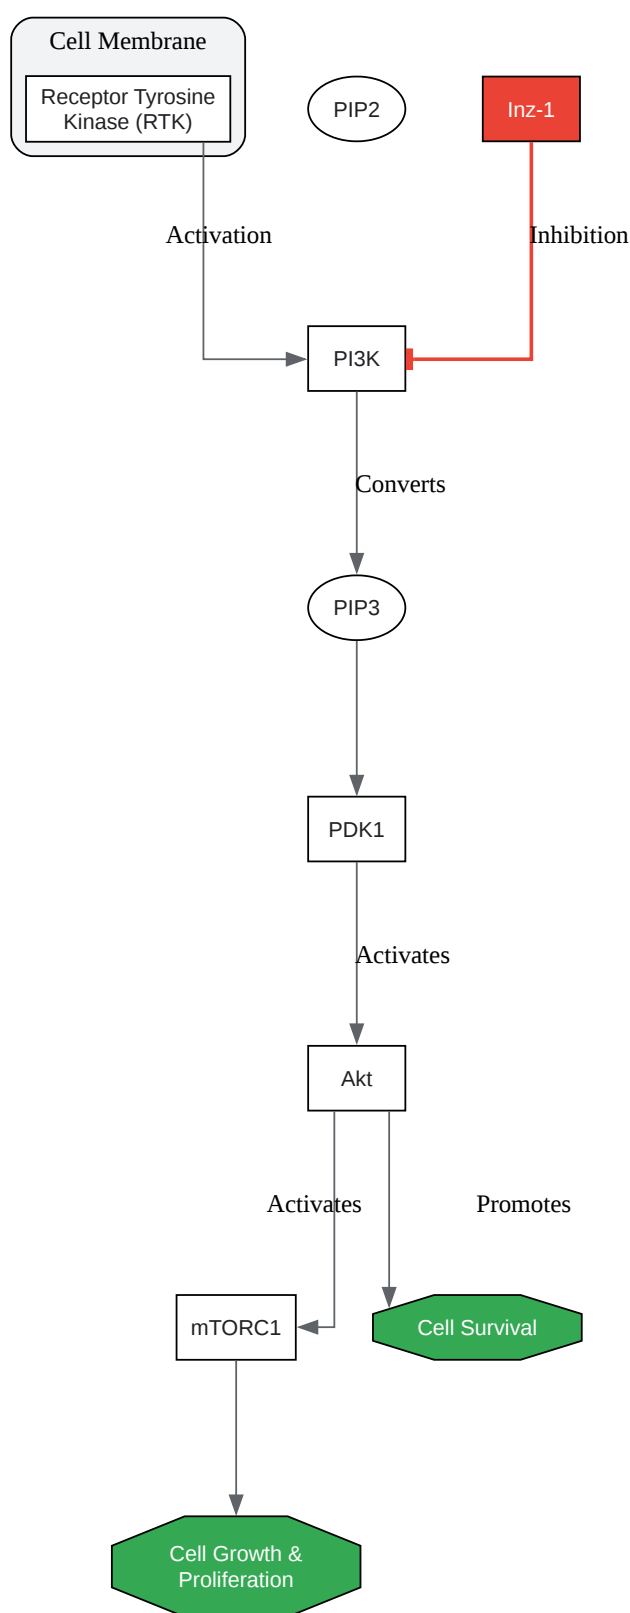 Cell Membrane
Receptor Tyrosine
Kinase (RTK)
PIP2
Inz-1
Activation
Inhibition
PI3K
Converts
PIP3
PDK1
Activates
Akt
Activates
Promotes
mTORC1
Cell Survival
Cell Growth &
Proliferation